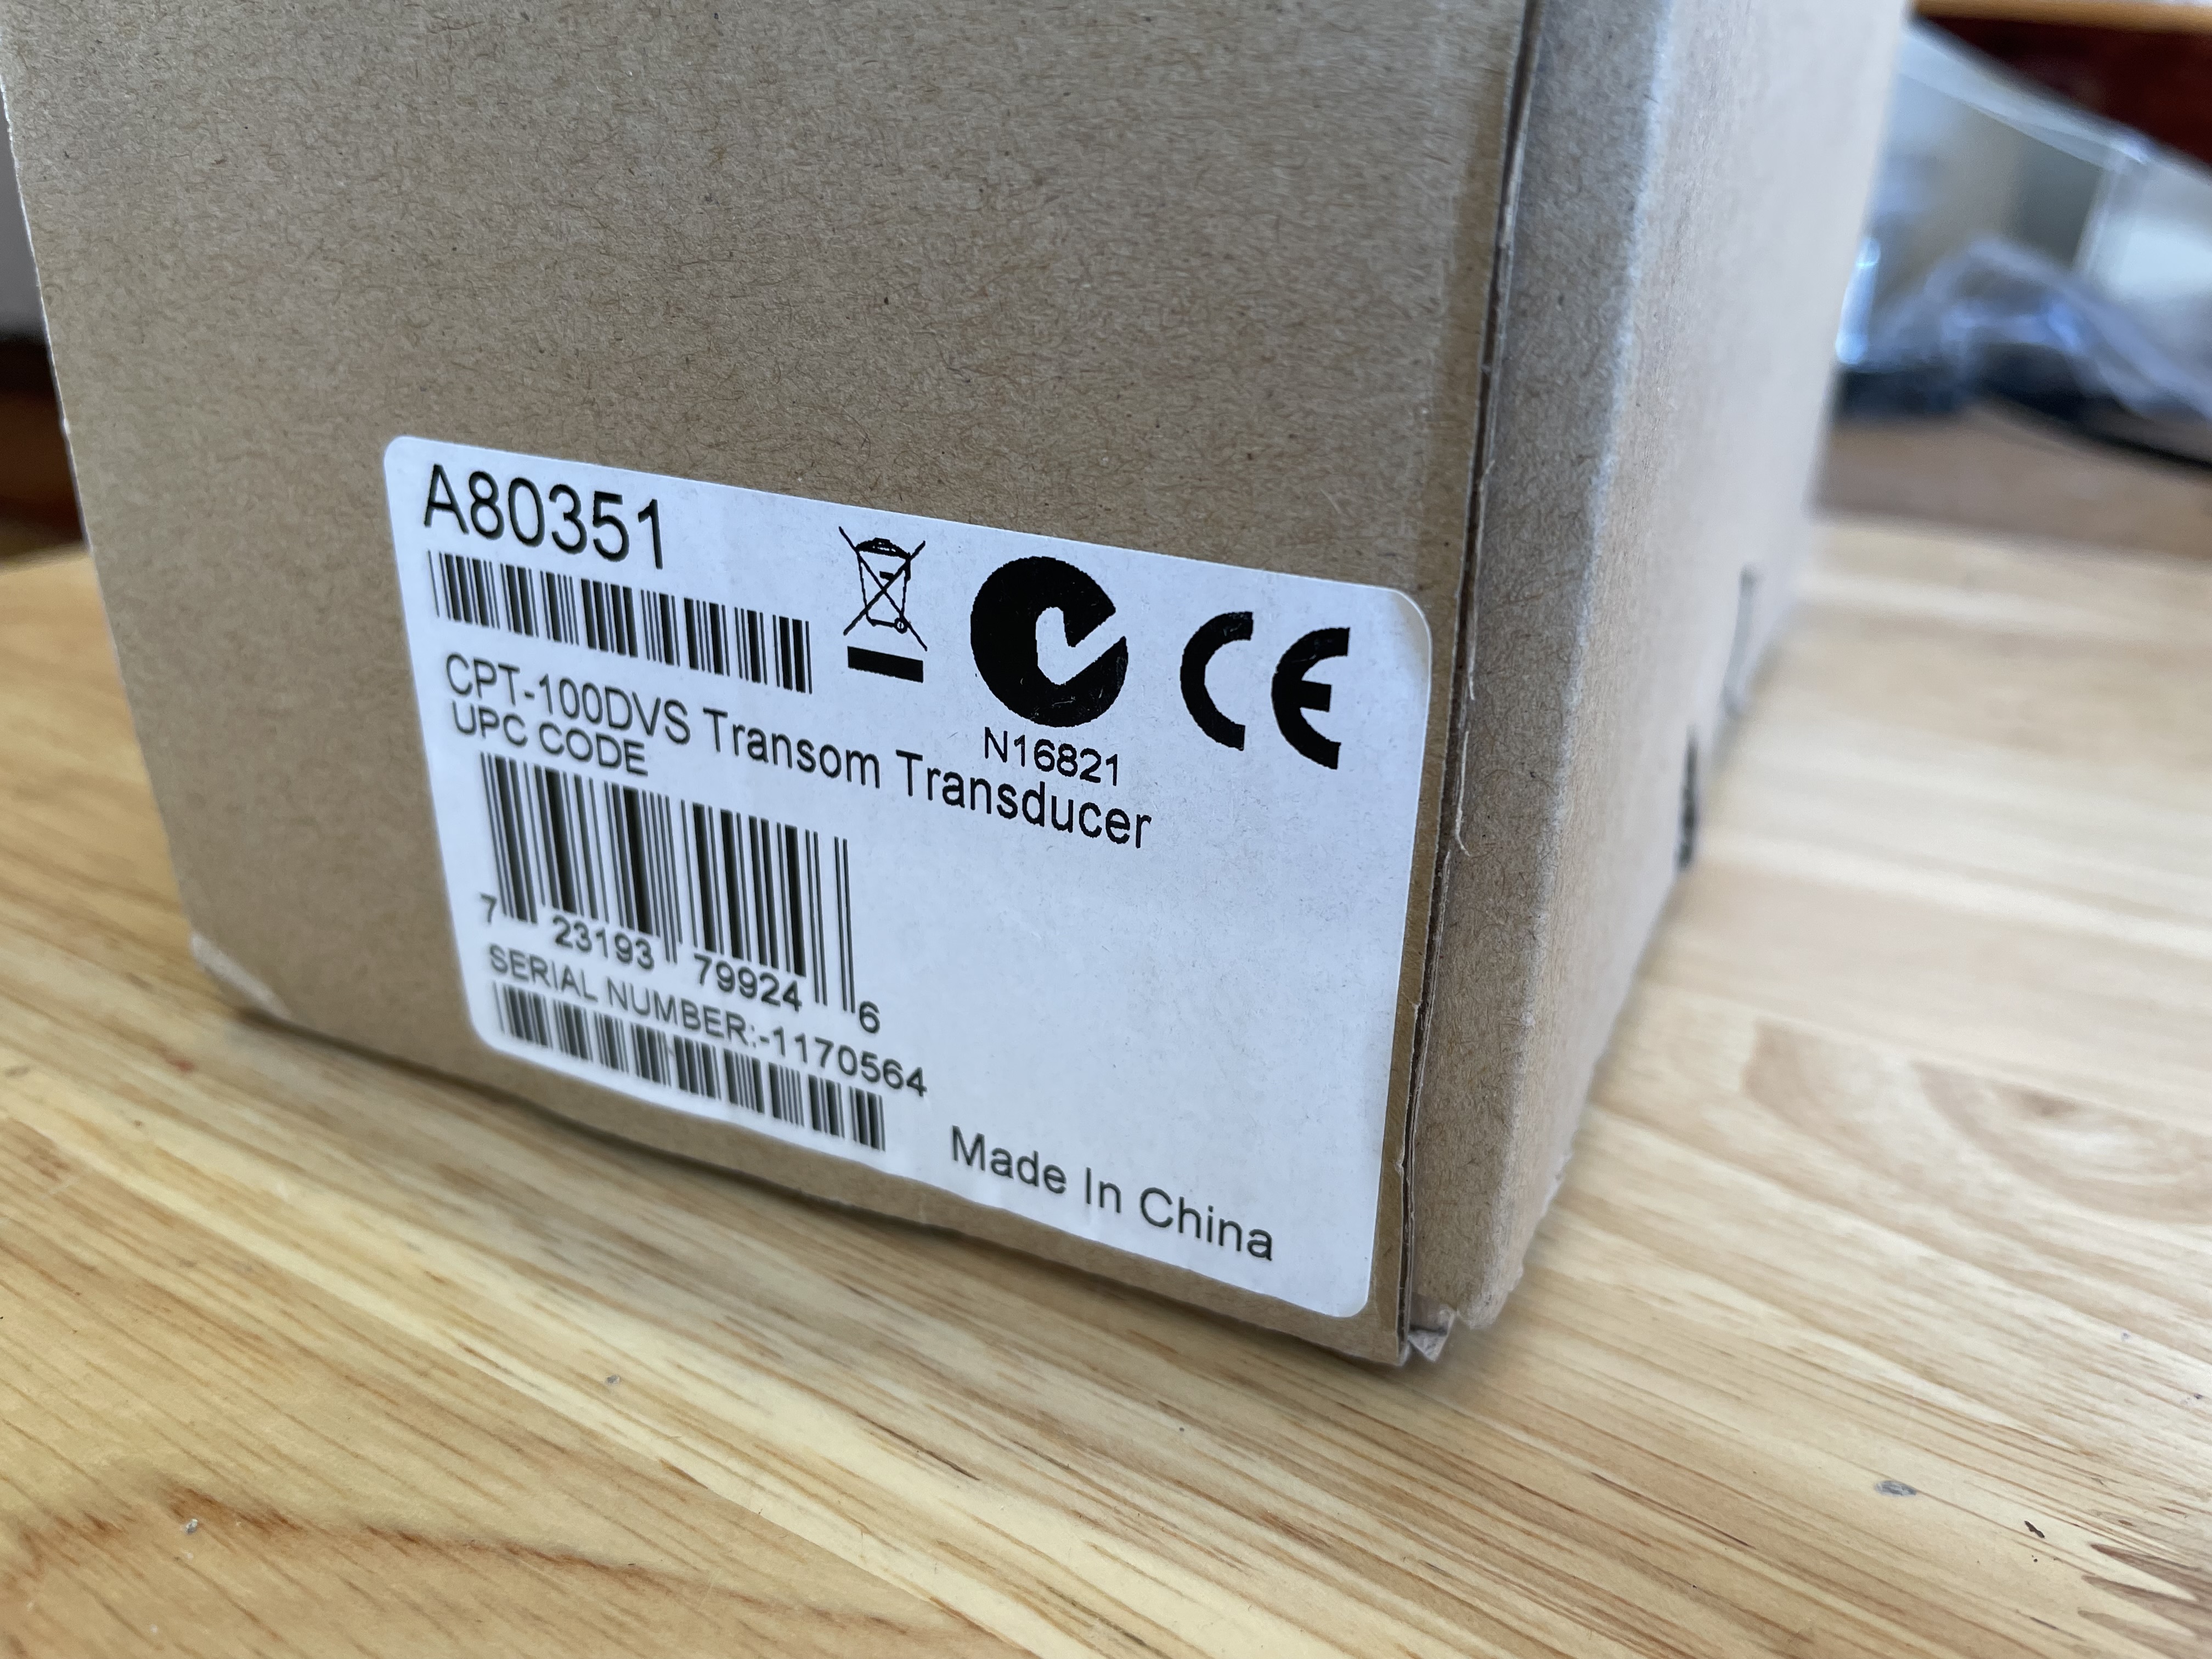 A80351
CE
N16821
CPT-100DVS Transom Transducer
UPC CODE
7 23193 79924 6
SERIAL NUMBER:-1170564
Made In China